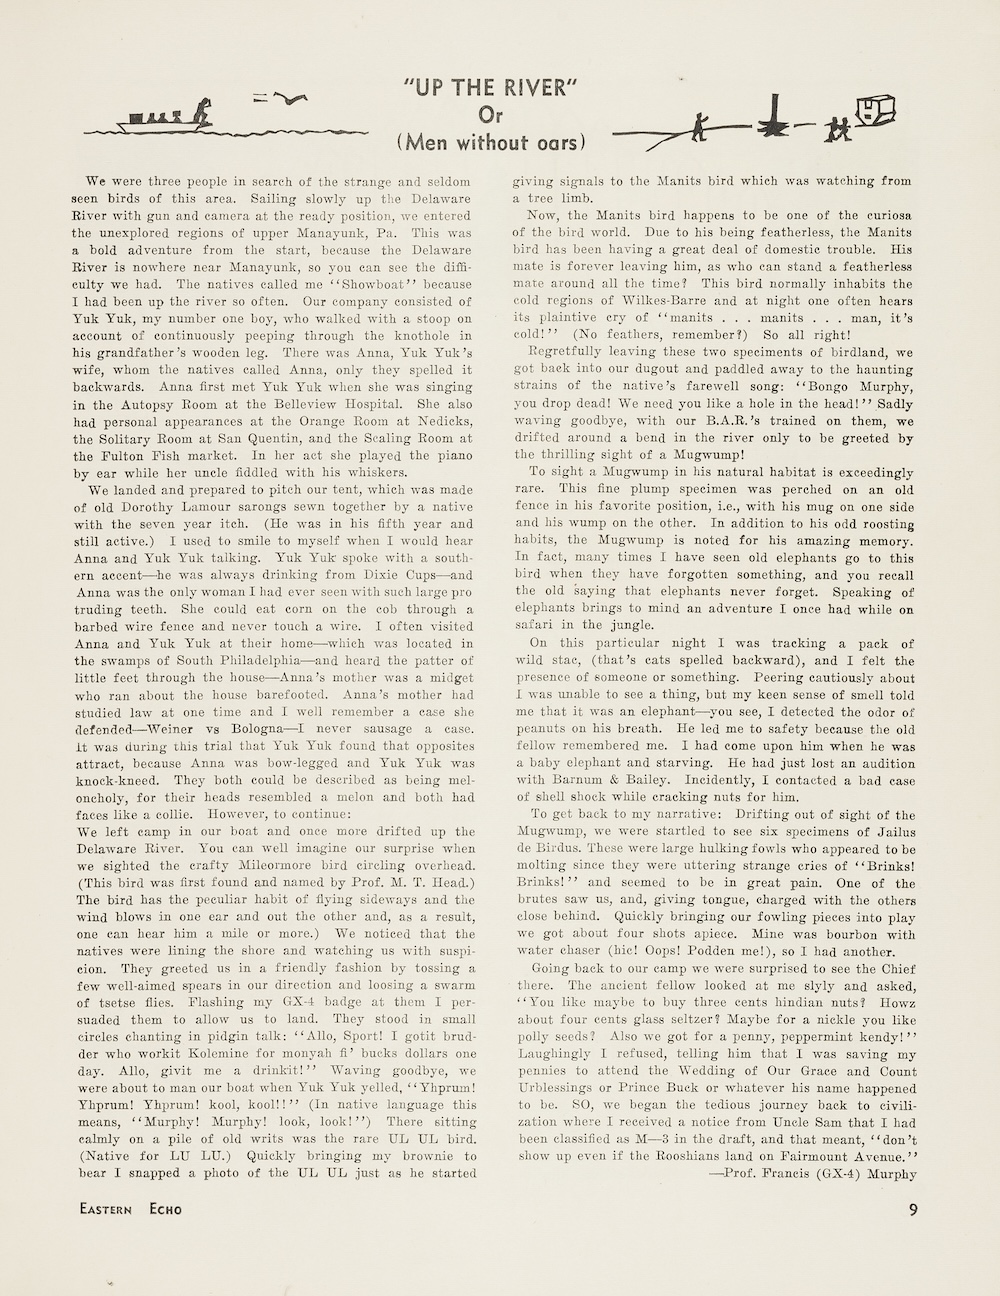 "UP THE RIVER"
Or
(Men without oars)
We were three people in search of the strange and seldom
seen birds of this area. Sailing slowly up the Delaware
River with gun and camera at the ready position, we entered
the unexplored regions of upper Manayunk, Pa. This was
a bold adventure from the start, because the Delaware
River is nowhere near Manayunk, so you can see the diffi-
culty we had. The natives called me ''Showboat'' because
I had been up the river so often. Our company consisted of
Yuk Yuk, my number one boy, who walked with a stoop on
account of continuously peeping through the knothole in
his grandfather's wooden leg. There was Anna, Yuk Yuk's
wife, whom the natives called Anna, only they spelled it
backwards. Anna first met Yuk Yuk when she was singing
in the Autopsy Room at the Belleview Hospital. She also
had personal appearances at the Orange Room at Nedicks,
the Solitary Room at San Quentin, and the Scaling Room at
the Fulton Fish market. In her act she played the piano
by ear while her uncle fiddled with his whiskers.
We landed and prepared to pitch our tent, which was made
of old Dorothy Lamour sarongs sewn together by a native
with the seven year itch. (He was in his fifth year and
still active.) I used to smile to myself when I would hear
Anna and Yuk Yuk talking. Yuk Yuk spoke with a south-
ern accent—he was always drinking from Dixie Cups—and
Anna was the only woman I had ever seen with such large pro
truding teeth. She could eat corn on the cob through a
barbed wire fence and never touch a wire. I often visited
Anna and Yuk Yuk at their home—which was located in
the swamps of South Philadelphia—and heard the patter of
little feet through the house—Anna's mother was a midget
who ran about the house barefooted. Anna's mother had
studied law at one time and I well remember a case she
defended—Weiner vs Bologna—I never sausage a case.
It was during this trial that Yuk Yuk found that opposites
attract, because Anna was bow-legged and Yuk Yuk was
knock-kneed. They both could be described as being mel-
oncholy, for their heads resembled a melon and both had
faces like a collie. However, to continue:
We left camp in our boat and once more drifted up the
Delaware River. You can well imagine our surprise when
we sighted the crafty Mileormore bird circling overhead.
(This bird was first found and named by Prof. M. T. Head.)
The bird has the peculiar habit of flying sideways and the
wind blows in one ear and out the other and, as a result,
one can hear him a mile or more.) We noticed that the
natives were lining the shore and watching us with suspi-
cion. They greeted us in a friendly fashion by tossing a
few well-aimed spears in our direction and loosing a swarm
of tsetse flies. Flashing my GX-4 badge at them I per-
suaded them to allow us to land. They stood in small
circles chanting in pidgin talk: ''Allo, Sport! I gotit brud-
der who workit Kolemine for monyah fi' bucks dollars one
day. Allo, givit me a drinkit!'' Waving goodbye, we
were about to man our boat when Yuk Yuk yelled, ''Yhprum!
Yhprum! Yhprum! kool, kool!!'' (In native language this
means, ''Murphy! Murphy! look, look!'') There sitting
calmly on a pile of old writs was the rare UL UL bird.
(Native for LU LU.) Quickly bringing my brownie to
bear I snapped a photo of the UL UL just as he started
giving signals to the Manits bird which was watching from
a tree limb.
Now, the Manits bird happens to be one of the curiosa
of the bird world. Due to his being featherless, the Manits
bird has been having a great deal of domestic trouble. His
mate is forever leaving him, as who can stand a featherless
mate around all the time? This bird normally inhabits the
cold regions of Wilkes-Barre and at night one often hears
its plaintive cry of ''manits . . . manits . . . man, it's
cold!'' (No feathers, remember?) So all right!
Regretfully leaving these two speciments of birdland, we
got back into our dugout and paddled away to the haunting
strains of the native's farewell song: ''Bongo Murphy,
you drop dead! We need you like a hole in the head!'' Sadly
waving goodbye, with our B.A.R.'s trained on them, we
drifted around a bend in the river only to be greeted by
the thrilling sight of a Mugwump!
To sight a Mugwump in his natural habitat is exceedingly
rare. This fine plump specimen was perched on an old
fence in his favorite position, i.e., with his mug on one side
and his wump on the other. In addition to his odd roosting
habits, the Mugwump is noted for his amazing memory.
In fact, many times I have seen old elephants go to this
bird when they have forgotten something, and you recall
the old saying that elephants never forget. Speaking of
elephants brings to mind an adventure I once had while on
safari in the jungle.
On this particular night I was tracking a pack of
wild stac, (that's cats spelled backward), and I felt the
presence of someone or something. Peering cautiously about
I was unable to see a thing, but my keen sense of smell told
me that it was an elephant—you see, I detected the odor of
peanuts on his breath. He led me to safety because the old
fellow remembered me. I had come upon him when he was
a baby elephant and starving. He had just lost an audition
with Barnum & Bailey. Incidently, I contacted a bad case
of shell shock while cracking nuts for him.
To get back to my narrative: Drifting out of sight of the
Mugwump, we were startled to see six specimens of Jailus
de Birdus. These were large hulking fowls who appeared to be
molting since they were uttering strange cries of ''Brinks!
Brinks!'' and seemed to be in great pain. One of the
brutes saw us, and, giving tongue, charged with the others
close behind. Quickly bringing our fowling pieces into play
we got about four shots apiece. Mine was bourbon with
water chaser (hic! Oops! Podden me!), so I had another.
Going back to our camp we were surprised to see the Chief
there. The ancient fellow looked at me slyly and asked,
''You like maybe to buy three cents hindian nuts? Howz
about four cents glass seltzer? Maybe for a nickle you like
polly seeds? Also we got for a penny, peppermint kendy!''
Laughingly I refused, telling him that I was saving my
pennies to attend the Wedding of Our Grace and Count
Urblessings or Prince Buck or whatever his name happened
to be. SO, we began the tedious journey back to civili-
zation where I received a notice from Uncle Sam that I had
been classified as M—3 in the draft, and that meant, ''don't
show up even if the Rooshians land on Fairmount Avenue.''
—Prof. Francis (GX-4) Murphy
EASTERN ECHO
9